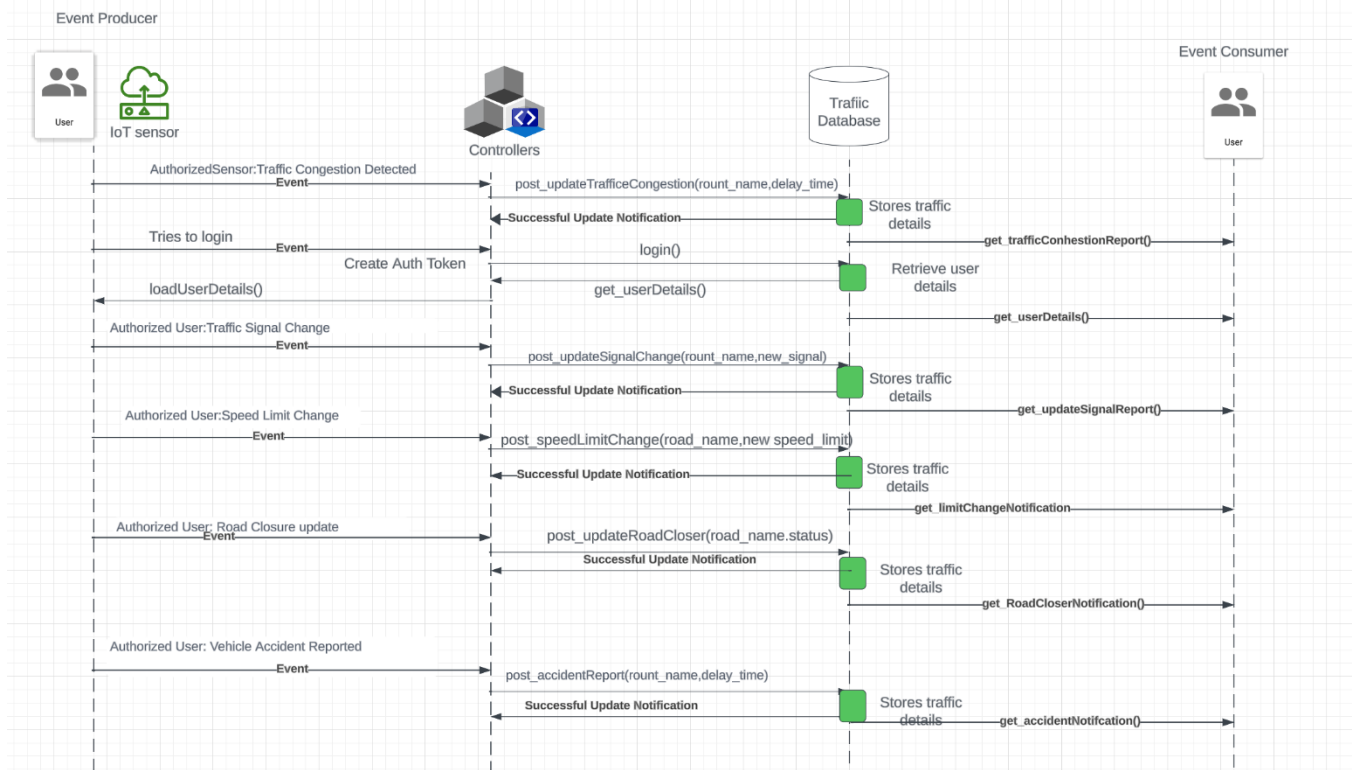 Event Producer
Event Consumer
User
IoT sensor
Controllers
Trafiic
Database
User
AuthorizedSensor:Traffic Congestion Detected
Event
post_updateTrafficeCongestion(rount_name,delay_time)
Successful Update Notification
Stores traffic
details
get_trafficConhestionReport()
Tries to login
Event
login()
Create Auth Token
Retrieve user
details
loadUserDetails()
get_userDetails()
get_userDetails()
Authorized User:Traffic Signal Change
Event
post_updateSignalChange(rount_name,new_signal)
Successful Update Notification
Stores traffic
details
get_updateSignalReport()
Authorized User:Speed Limit Change
Event
post_speedLimitChange(road_name,new speed_limit)
Successful Update Notification
Stores traffic
details
get_limitChangeNotification
Authorized User: Road Closure update
Event
post_updateRoadCloser(road_name.status)
Successful Update Notification
Stores traffic
details
get_RoadCloserNotification()
Authorized User: Vehicle Accident Reported
Event
post_accidentReport(rount_name,delay_time)
Successful Update Notification
Stores traffic
details
get_accidentNotifcation()